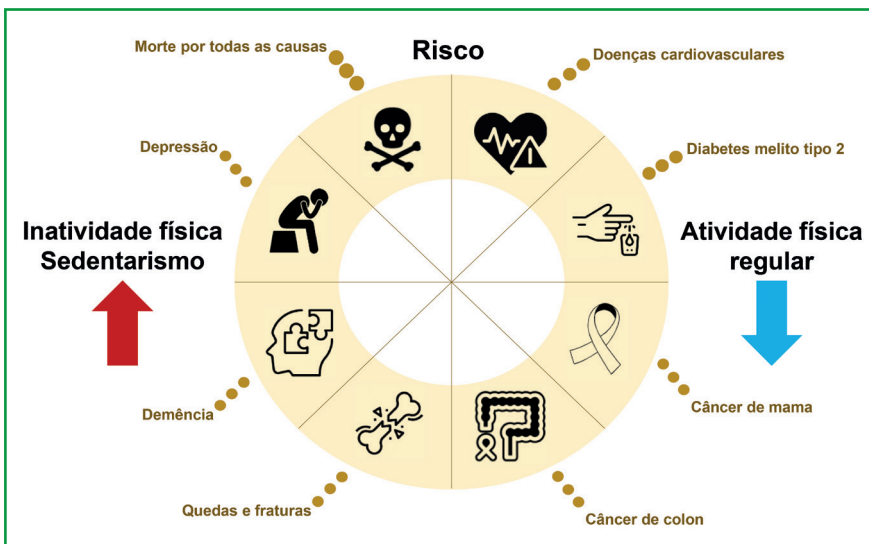 Morte por todas as causas
Risco
Doenças cardiovasculares
Depressão
Diabetes melito tipo 2
Inatividade física
Sedentarismo
Atividade física
regular
Demência
Câncer de mama
Quedas e fraturas
Câncer de colon